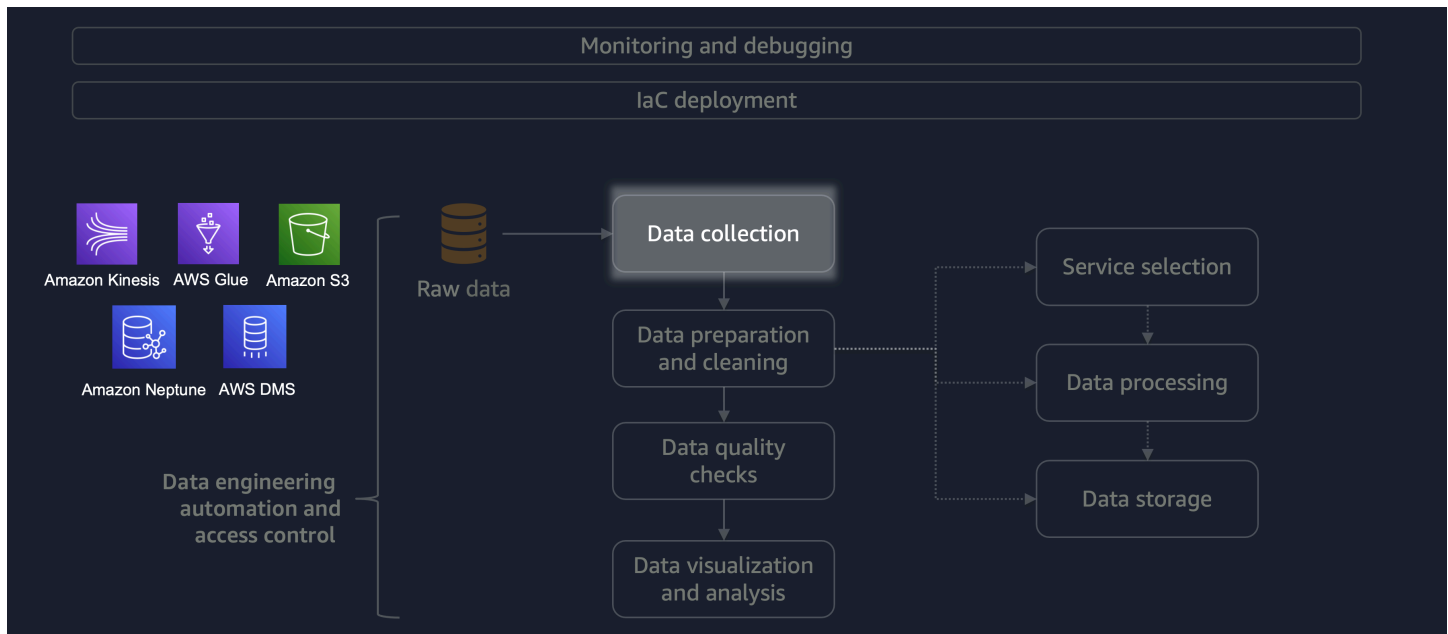 Monitoring and debugging
IaC deployment
Amazon Kinesis
AWS Glue
Amazon S3
Amazon Neptune
AWS DMS
Data engineering
automation and
access control
Raw data
Data collection
Data preparation
and cleaning
Data quality
checks
Data visualization
and analysis
Service selection
Data processing
Data storage